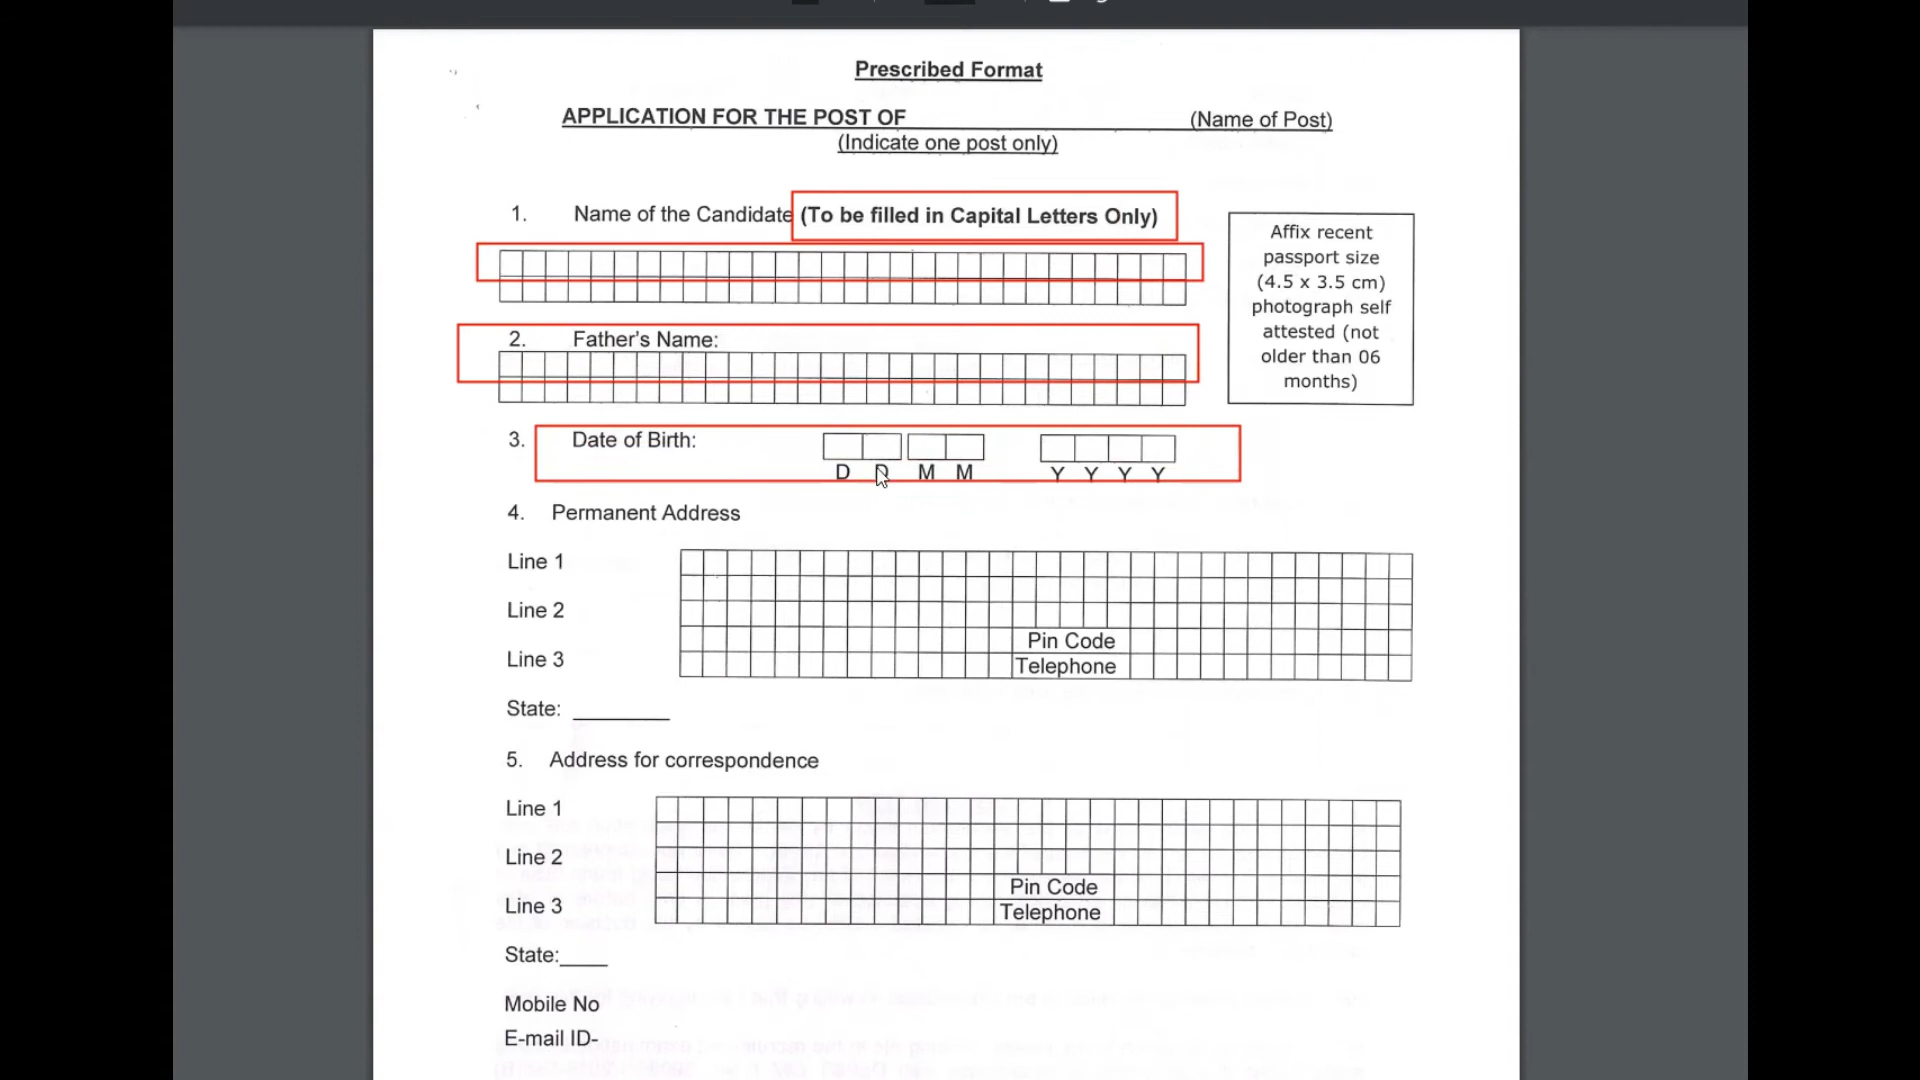 Prescribed Format
APPLICATION FOR THE POST OF (Name of Post)
(Indicate one post only)
1. Name of the Candidate (To be filled in Capital Letters Only)
Affix recent
passport size
(4.5 x 3.5 cm)
photograph self
attested (not
older than 06
months)
2. Father's Name:
3. Date of Birth:
D D M M Y Y Y Y
4. Permanent Address
Line 1
Line 2
Pin Code
Line 3
Telephone
State: ________
5. Address for correspondence
Line 1
Line 2
Pin Code
Line 3
Telephone
State:____
Mobile No
E-mail ID-